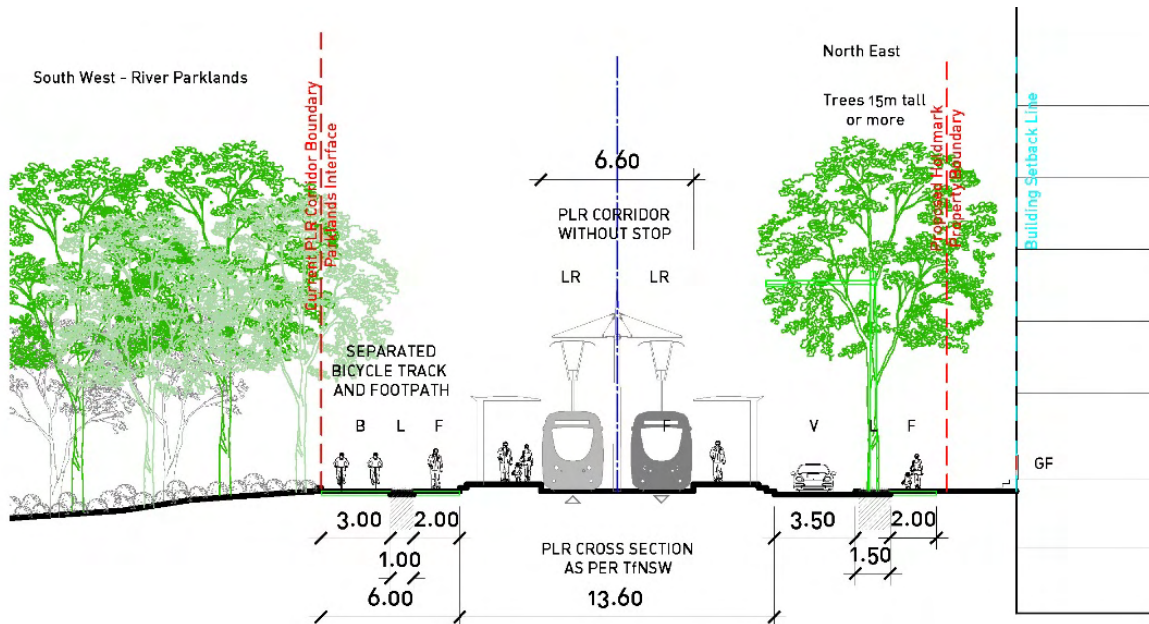 South West - River Parklands
North East
Trees 15m tall
or more
Current PLR Corridor Boundary
Parklands Interface
6.60
PLR CORRIDOR
WITHOUT STOP
LR
LR
Proposed Holdmark
Property Boundary
Building Setback Line
SEPARATED
BICYCLE TRACK
AND FOOTPATH
B
L
F
F
V
L
F
GF
L
3.00
2.00
1.00
6.00
PLR CROSS SECTION
AS PER TfNSW
13.60
3.50
2.00
1.50